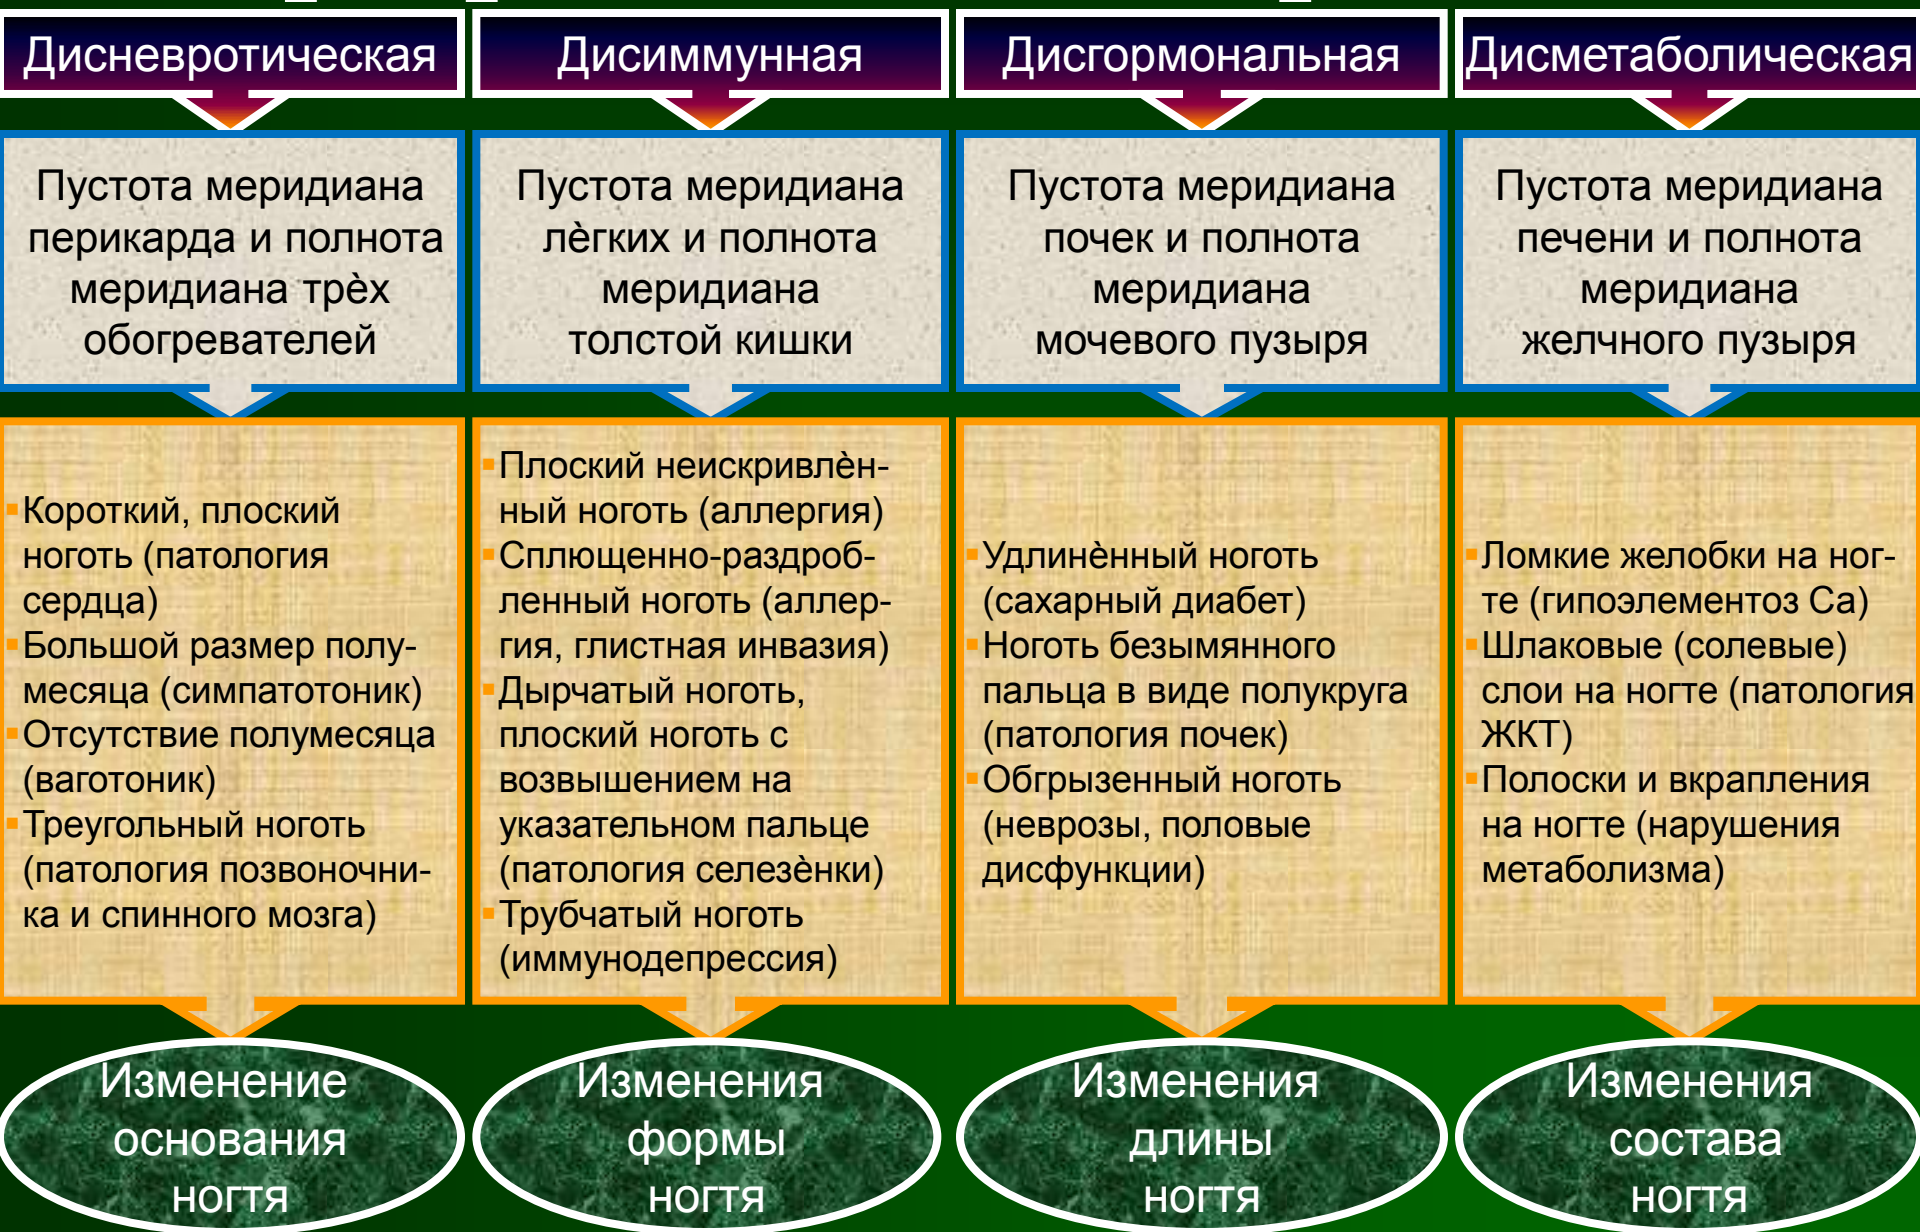 Дисневротическая
Дисиммунная
Дисгормональная
Дисметаболическая
Пустота меридиана
перикарда и полнота
меридиана трѐх
обогревателей
Пустота меридиана
лѐгких и полнота
меридиана
толстой кишки
Пустота меридиана
почек и полнота
меридиана
мочевого пузыря
Пустота меридиана
печени и полнота
меридиана
желчного пузыря
Короткий, плоский
ноготь (патология
сердца)
Большой размер полу-
месяца (симпатотоник)
Отсутствие полумесяца
(ваготоник)
Треугольный ноготь
(патология позвоночни-
ка и спинного мозга)
Плоский неискривлѐн-
ный ноготь (аллергия)
Сплющенно-раздроб-
ленный ноготь (аллер-
гия, глистная инвазия)
Дырчатый ноготь,
плоский ноготь с
возвышением на
указательном пальце
(патология селезѐнки)
Трубчатый ноготь
(иммунодепрессия)
Удлинѐнный ноготь
(сахарный диабет)
Ноготь безымянного
пальца в виде полукруга
(патология почек)
Обгрызенный ноготь
(неврозы, половые
дисфункции)
Ломкие желобки на ног-
те (гипоэлементоз Са)
Шлаковые (солевые)
слои на ногте (патология
ЖКТ)
Полоски и вкрапления
на ногте (нарушения
метаболизма)
Изменение
основания
ногтя
Изменения
формы
ногтя
Изменения
длины
ногтя
Изменения
состава
ногтя